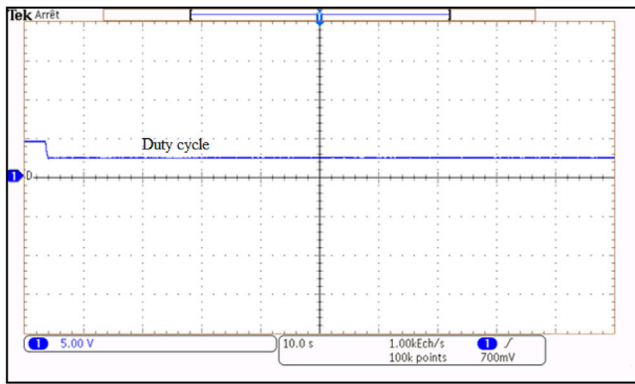 Tek Arrêt
T
Duty cycle
1 D
1 5.00 V
10.0 s
1.00kEch/s
100k points
1
700mV